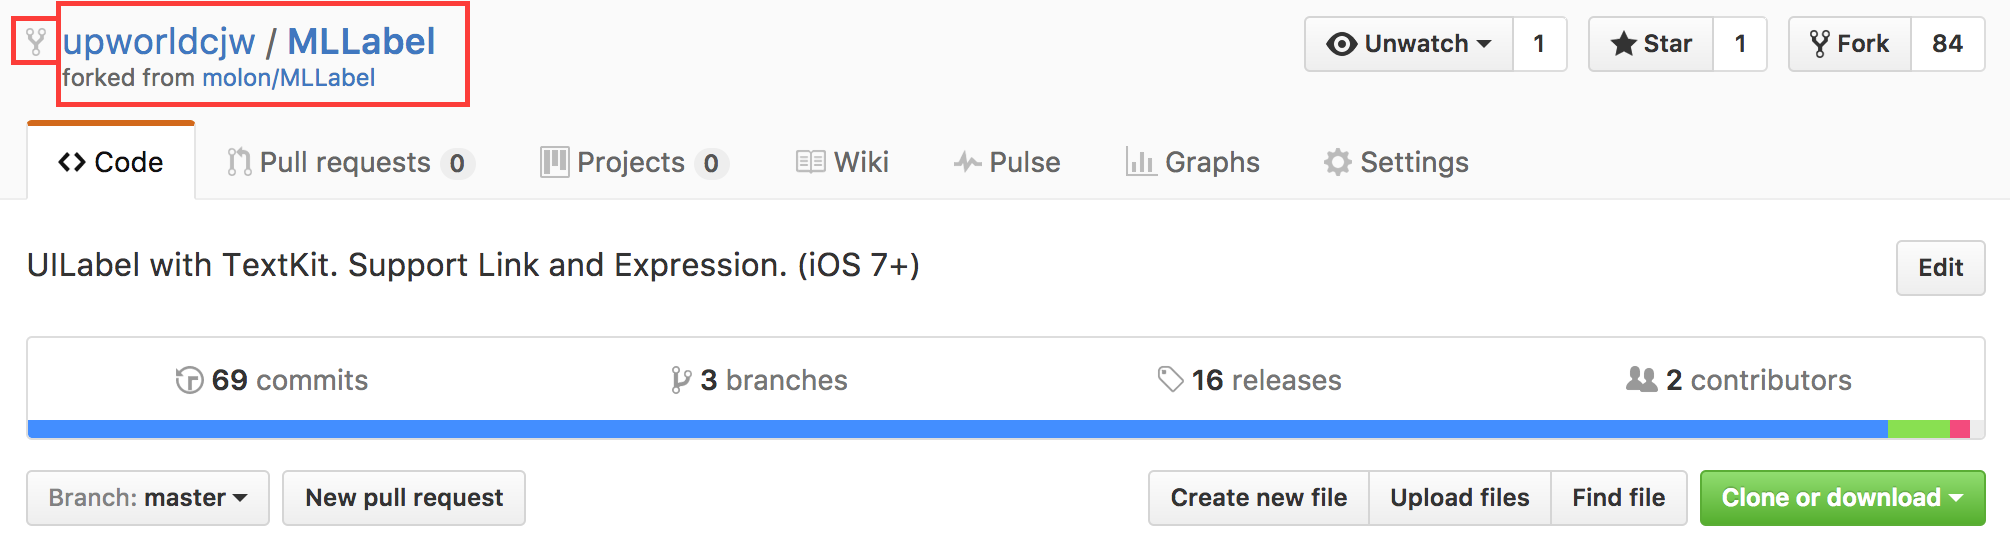 upworldcjw / MLLabel
forked from molon/MLLabel
Unwatch 1 Star 1 Fork 84
Code Pull requests 0 Projects 0 Wiki Pulse Graphs Settings
UILabel with TextKit. Support Link and Expression. (iOS 7+)
Edit
69 commits 3 branches 16 releases 2 contributors
Branch: master New pull request Create new file Upload files Find file Clone or download